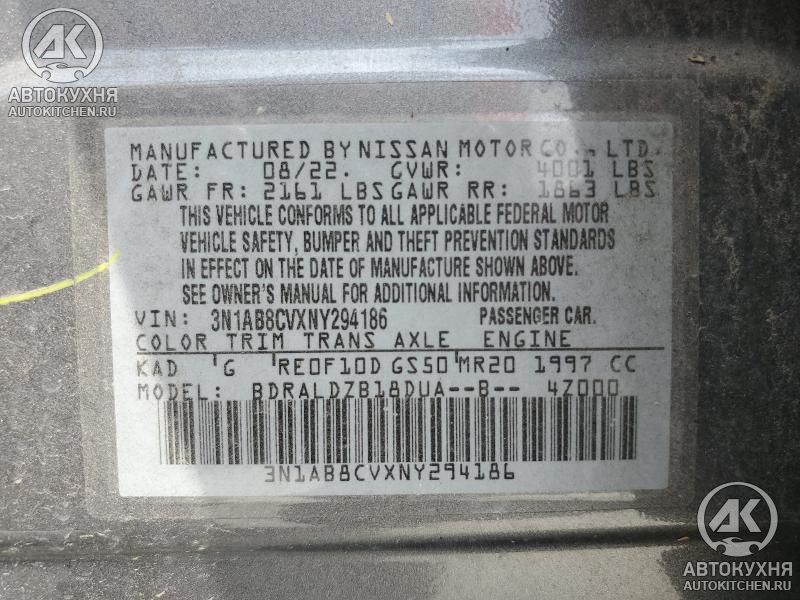 AK
АВТОКУХНЯ
AUTOKITCHEN.RU
MANUFACTURED BY NISSAN MOTOR CO., LTD.
DATE: 08/22. GVWR: 4001 LBS
GAWR FR: 2161 LBS GAWR RR: 1863 LBS
THIS VEHICLE CONFORMS TO ALL APPLICABLE FEDERAL MOTOR
VEHICLE SAFETY, BUMPER AND THEFT PREVENTION STANDARDS
IN EFFECT ON THE DATE OF MANUFACTURE SHOWN ABOVE.
SEE OWNER'S MANUAL FOR ADDITIONAL INFORMATION.
VIN: 3N1AB8CVXNY294186 PASSENGER CAR.
COLOR TRIM TRANS AXLE ENGINE
KAD G RE0F10D GS50 MR20 1997 CC
MODEL: BDRALDZB18DUA--B-- 4Z000
3N1AB8CVXNY294186
AK
АВТОКУХНЯ
AUTOKITCHEN.RU